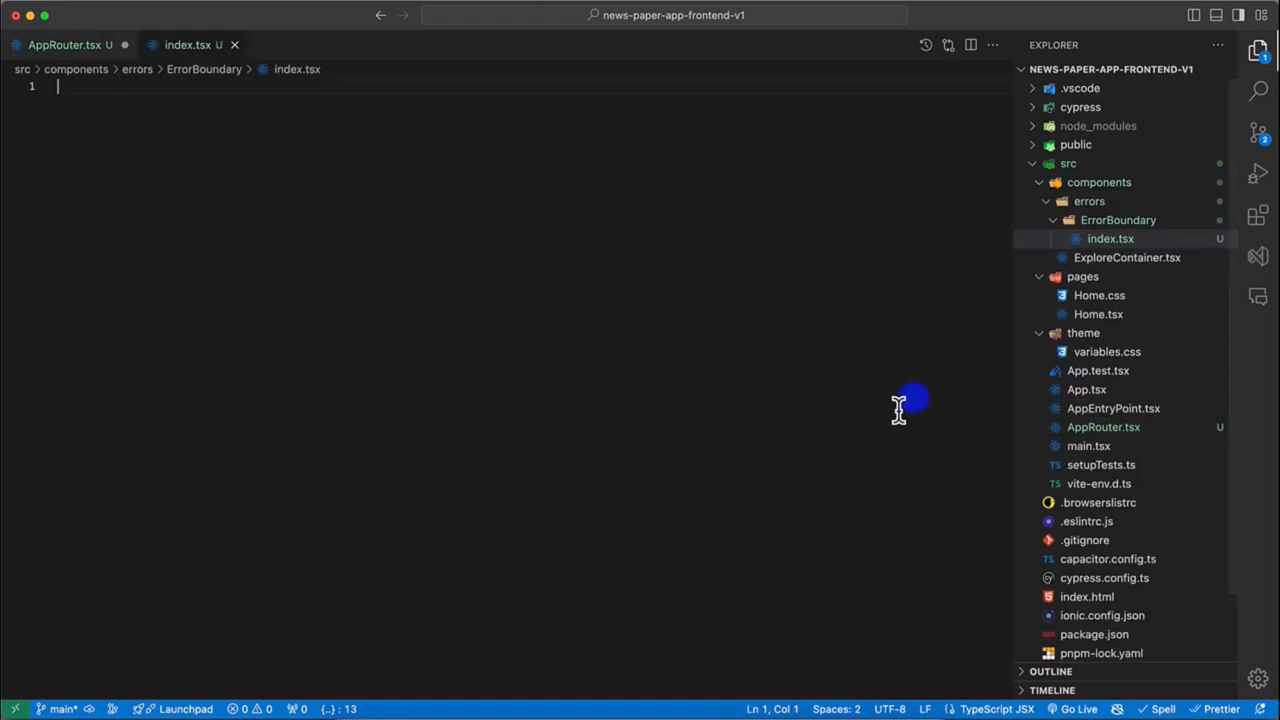 news-paper-app-frontend-v1
AppRouter.tsx U
index.tsx U
EXPLORER
src > components > errors > ErrorBoundary > index.tsx
1
NEWS-PAPER-APP-FRONTEND-V1
.vscode
cypress
node_modules
public
src
components
errors
ErrorBoundary
index.tsx U
ExploreContainer.tsx
pages
Home.css
Home.tsx
theme
variables.css
App.test.tsx
App.tsx
AppEntryPoint.tsx
AppRouter.tsx U
main.tsx
TS setupTests.ts
TS vite-env.d.ts
.browserslistrc
.eslintrc.js
.gitignore
TS capacitor.config.ts
cypress.config.ts
index.html
ionic.config.json
package.json
pnpm-lock.yaml
OUTLINE
TIMELINE
1
2
main* Launchpad 0 0 0 {..} : 13 Ln 1, Col 1 Spaces: 2 UTF-8 LF {} TypeScript JSX Go Live Spell Prettier